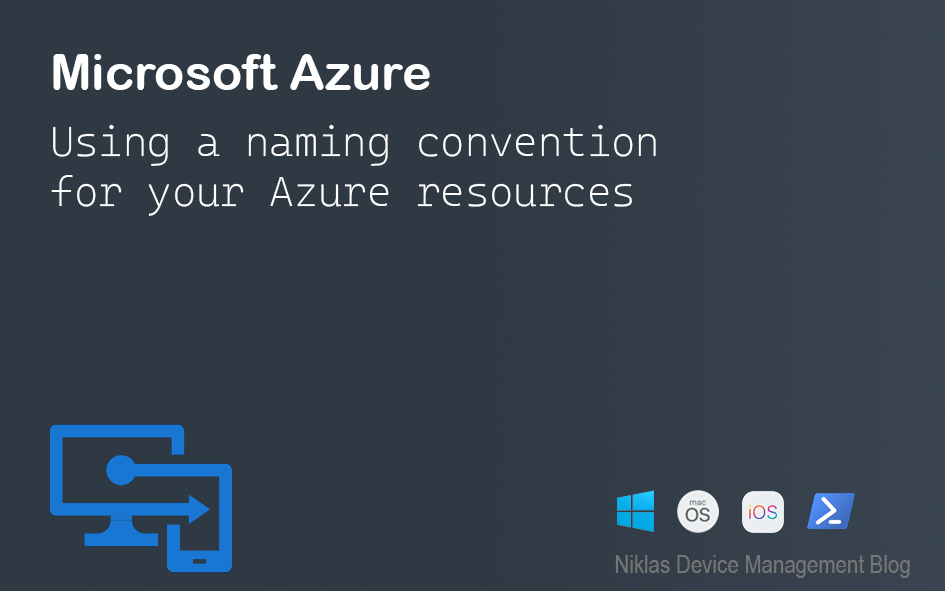 Microsoft Azure
Using a naming convention
for your Azure resources
mac
OS
iOS
Niklas Device Management Blog